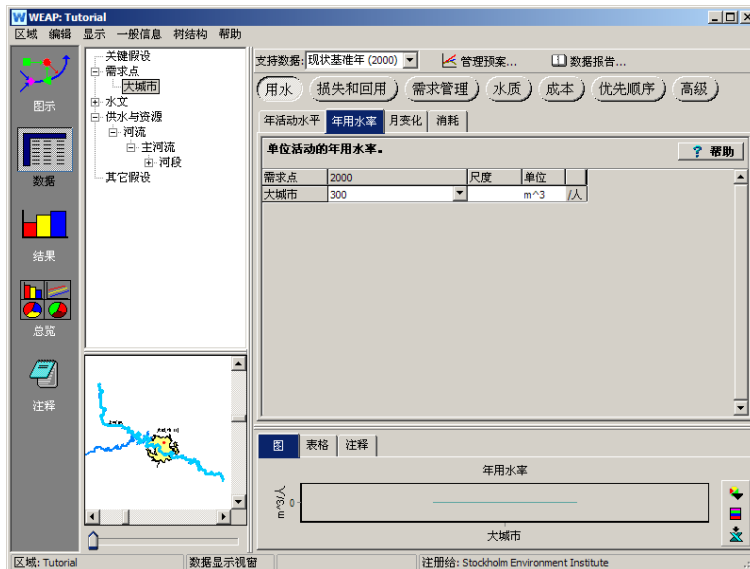 WEAP: Tutorial
区域 编辑 显示 一般信息 树结构 帮助
图示
数据
结果
总览
注释
关键假设
需求点
大城市
水文
供水与资源
河流
主河流
河段
其它假设
支持数据: 现状基准年 (2000) 管理预案... 数据报告...
用水 损失和回用 需求管理 水质 成本 优先顺序 高级
年活动水平 年用水率 月变化 消耗
单位活动的年用水率。 ? 帮助
需求点 2000 尺度 单位
大城市 300 m^3 /人
图 表格 注释
年用水率
m^3/人
0
大城市
区域: Tutorial 数据显示视窗 注册给: Stockholm Environment Institute